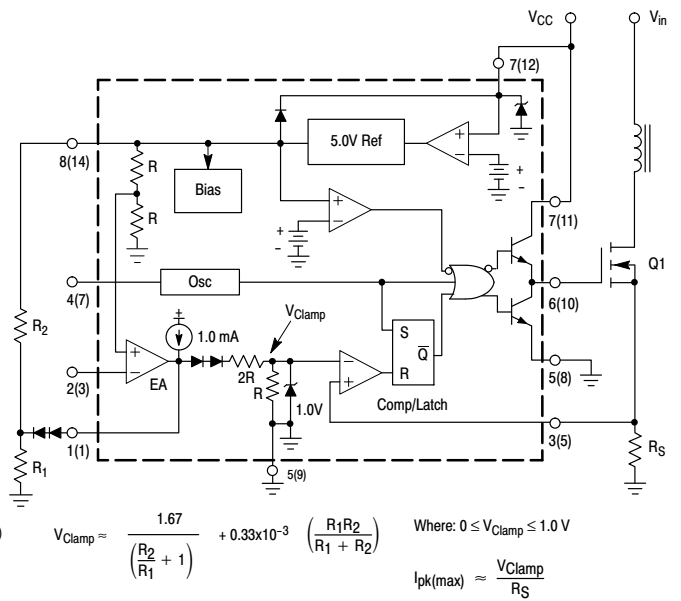 VCC
Vin
7(12)
8(14)
R
R
Bias
5.0V Ref
+
−
+
-
+
−
+
-
7(11)
Q1
4(7)
Osc
6(10)
R2
VClamp
+
1.0 mA
S
Q
R
2(3)
+
−
EA
2R
R
1.0V
−
+
Comp/Latch
5(8)
3(5)
1(1)
R1
5(9)
RS
)
VClamp ≈ 1.67 / (R2/R1 + 1) + 0.33x10-3 (R1R2 / R1 + R2) Where: 0 ≤ VClamp ≤ 1.0 V
Ipk(max) ≈ VClamp / RS